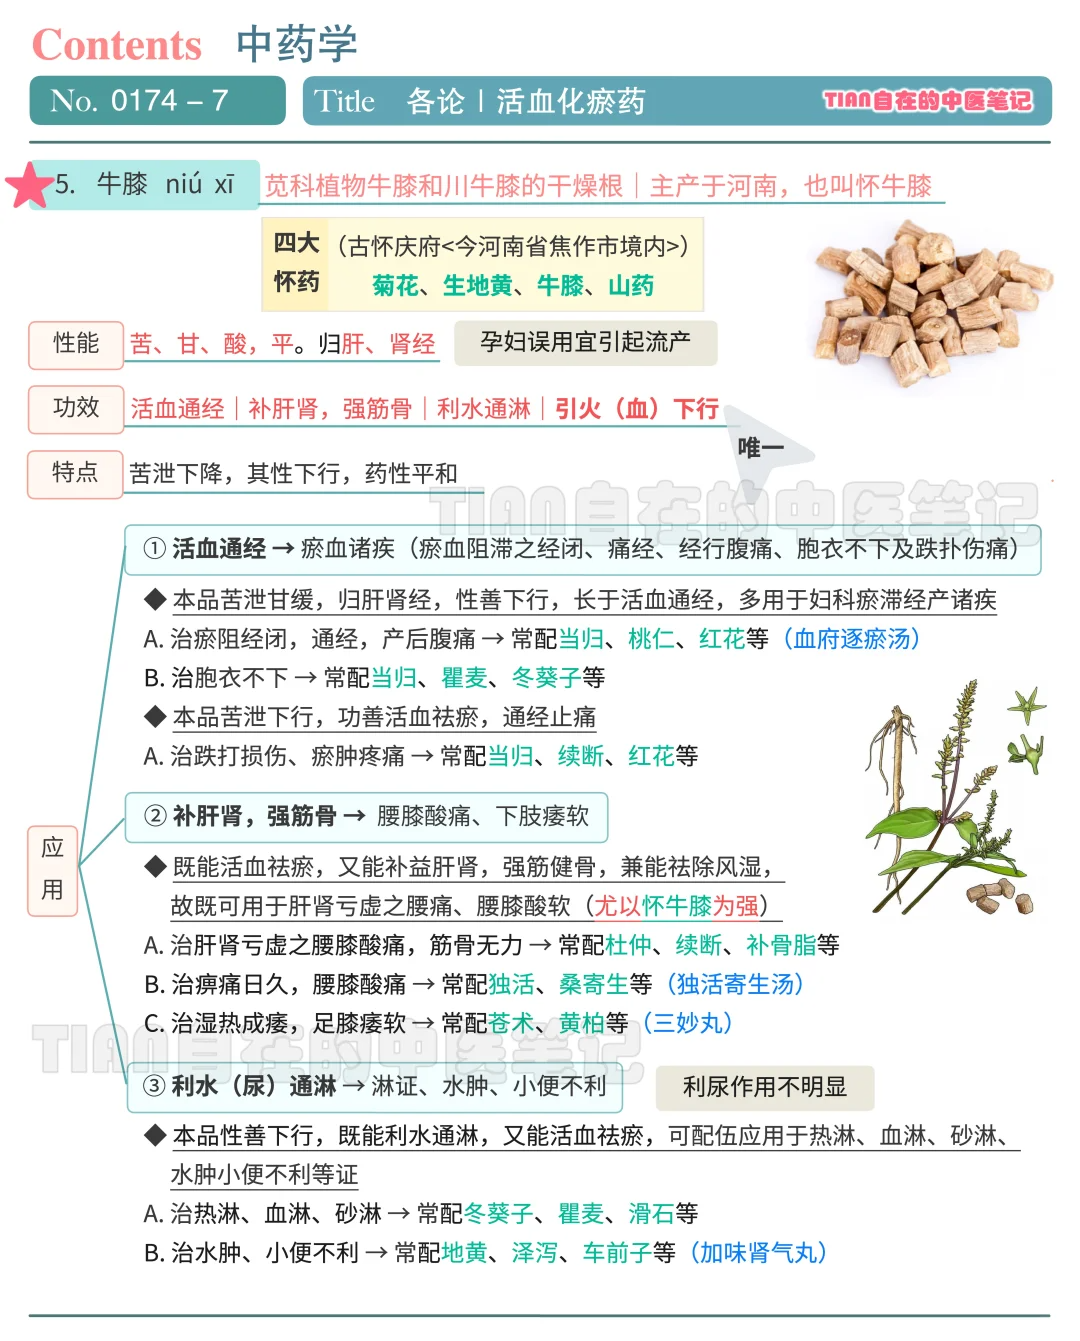 Contents 中药学
No. 0174 – 7
Title 各论 | 活血化瘀药
TIAN自在的中医笔记
5. 牛膝 niú xī
苋科植物牛膝和川牛膝的干燥根｜主产于河南，也叫怀牛膝
四大怀药
（古怀庆府<今河南省焦作市境内>）
菊花、生地黄、牛膝、山药
性能 苦、甘、酸，平。归肝、肾经
孕妇误用宜引起流产
功效 活血通经｜补肝肾，强筋骨｜利水通淋｜引火（血）下行
唯一
特点 苦泄下降，其性下行，药性平和
TIAN自在的中医笔记
应用
① 活血通经 → 瘀血诸疾（瘀血阻滞之经闭、痛经、经行腹痛、胞衣不下及跌扑伤痛）
◆ 本品苦泄甘缓，归肝肾经，性善下行，长于活血通经，多用于妇科瘀滞经产诸疾
A. 治瘀阻经闭，通经，产后腹痛 → 常配当归、桃仁、红花等（血府逐瘀汤）
B. 治胞衣不下 → 常配当归、瞿麦、冬葵子等
◆ 本品苦泄下行，功善活血祛瘀，通经止痛
A. 治跌打损伤、瘀肿疼痛 → 常配当归、续断、红花等
② 补肝肾，强筋骨 → 腰膝酸痛、下肢痿软
◆ 既能活血祛瘀，又能补益肝肾，强筋健骨，兼能祛除风湿，
故既可用于肝肾亏虚之腰痛、腰膝酸软（尤以怀牛膝为强）
A. 治肝肾亏虚之腰膝酸痛，筋骨无力 → 常配杜仲、续断、补骨脂等
B. 治痹痛日久，腰膝酸痛 → 常配独活、桑寄生等（独活寄生汤）
C. 治湿热成痿，足膝痿软 → 常配苍术、黄柏等（三妙丸）
TIAN自在的中医笔记
③ 利水（尿）通淋 → 淋证、水肿、小便不利
利尿作用不明显
◆ 本品性善下行，既能利水通淋，又能活血祛瘀，可配伍应用于热淋、血淋、砂淋、
水肿小便不利等证
A. 治热淋、血淋、砂淋 → 常配冬葵子、瞿麦、滑石等
B. 治水肿、小便不利 → 常配地黄、泽泻、车前子等（加味肾气丸）